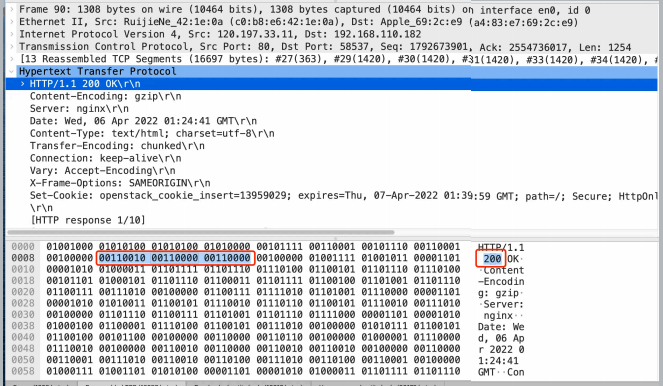 Frame 90: 1308 bytes on wire (10464 bits), 1308 bytes captured (10464 bits) on interface en0, id 0
Ethernet II, Src: RuijieNe_42:1e:0a (c0:b8:e6:42:1e:0a), Dst: Apple_69:2c:e9 (a4:83:e7:69:2c:e9)
Internet Protocol Version 4, Src: 120.197.33.11, Dst: 192.168.110.182
Transmission Control Protocol, Src Port: 80, Dst Port: 58537, Seq: 1792673901, Ack: 2554736017, Len: 1254
[13 Reassembled TCP Segments (16697 bytes): #27(363), #29(1420), #30(1420), #31(1420), #33(1420), #34(1420),
Hypertext Transfer Protocol
HTTP/1.1 200 OK\r\n
Content-Encoding: gzip\r\n
Server: nginx\r\n
Date: Wed, 06 Apr 2022 01:24:41 GMT\r\n
Content-Type: text/html; charset=utf-8\r\n
Transfer-Encoding: chunked\r\n
Connection: keep-alive\r\n
Vary: Accept-Encoding\r\n
X-Frame-Options: SAMEORIGIN\r\n
Set-Cookie: openstack_cookie_insert=13959029; expires=Thu, 07-Apr-2022 01:39:59 GMT; path=/; Secure; HttpOnl
\r\n
[HTTP response 1/10]
0000 01001000 01010100 01010100 01010000 00101111 00110001 00101110 00110001 HTTP/1.1
0008 00100000 00110010 00110000 00110000 00100000 01001111 01001011 00001101 200 OK·
0010 00001010 01000011 01101111 01101110 01110100 01100101 01101110 01110100 ·Content
0018 00101101 01000101 01101110 01100011 01101111 01100100 01101001 01101110 -Encodin
0020 01100111 00111010 00100000 01100111 01111010 01101001 01110000 00001101 g: gzip·
0028 00001010 01010011 01100101 01110010 01110110 01100101 01110010 00111010 ·Server:
0030 00100000 01101110 01100111 01101001 01101110 01111000 00001101 00001010 nginx··
0038 01000100 01100001 01110100 01100101 00111010 00100000 01010111 01100101 Date: We
0040 01100100 00101100 00100000 00110000 00110110 00100000 01000001 01110000 d, 06 Ap
0048 01110010 00100000 00110010 00110000 00110010 00110010 00100000 00110000 r 2022 0
0050 00110001 00111010 00110010 00110100 00111010 00110100 00110001 00100000 1:24:41
0058 01000111 01001101 01010100 00001101 00001010 01000011 01101111 01101110 GMT··Con